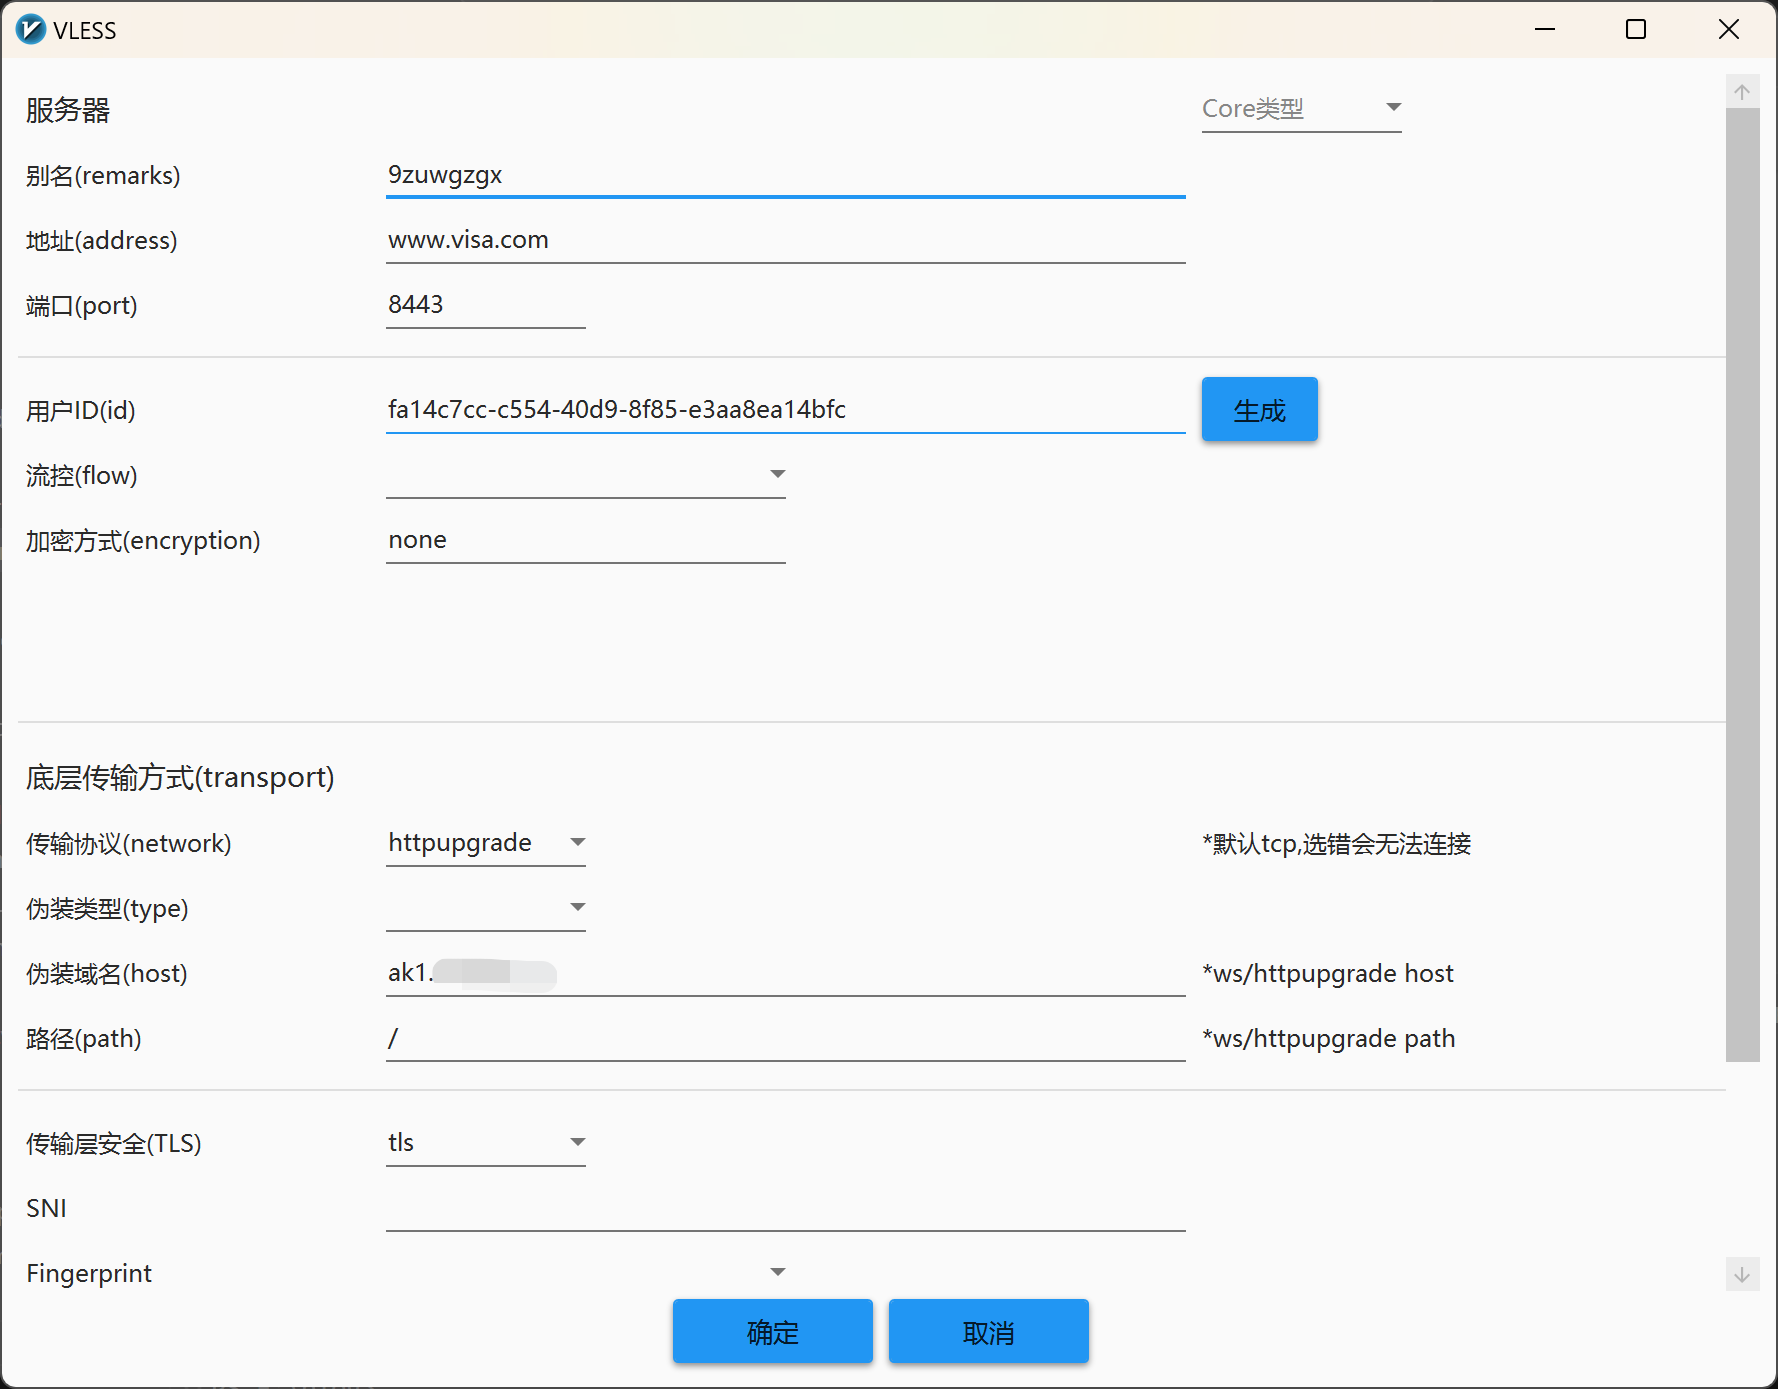 VLESS
服务器
Core类型
别名(remarks)
9zuwgzgx
地址(address)
www.visa.com
端口(port)
8443
用户ID(id)
fa14c7cc-c554-40d9-8f85-e3aa8ea14bfc
生成
流控(flow)
加密方式(encryption)
none
底层传输方式(transport)
传输协议(network)
httpupgrade
*默认tcp,选错会无法连接
伪装类型(type)
伪装域名(host)
ak1.
*ws/httpupgrade host
路径(path)
/
*ws/httpupgrade path
传输层安全(TLS)
tls
SNI
Fingerprint
确定
取消